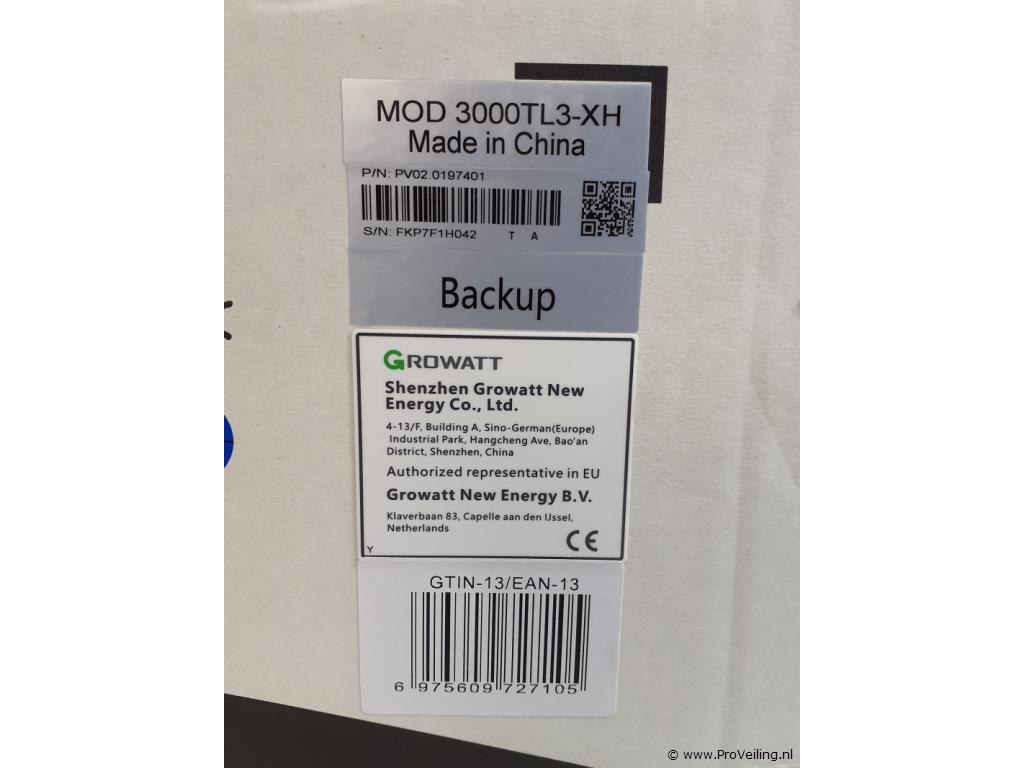 MOD 3000TL3-XH
Made in China
P/N: PV02.0197401
S/N: FKP7F1H042 T A
Backup
GROWATT
Shenzhen Growatt New
Energy Co., Ltd.
4-13/F, Building A, Sino-German(Europe)
Industrial Park, Hangcheng Ave, Bao'an
District, Shenzhen, China
Authorized representative in EU
Growatt New Energy B.V.
Klaverbaan 83, Capelle aan den IJssel,
Netherlands
CE
Y
GTIN-13/EAN-13
6 975609 727105
© www.ProVeiling.nl